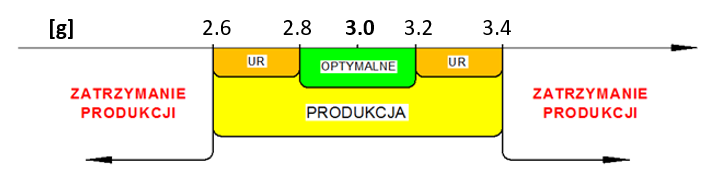 [g] 2.6 2.8 3.0 3.2 3.4
UR OPTYMALNE UR
ZATRZYMANIE
PRODUKCJI
PRODUKCJA
ZATRZYMANIE
PRODUKCJI